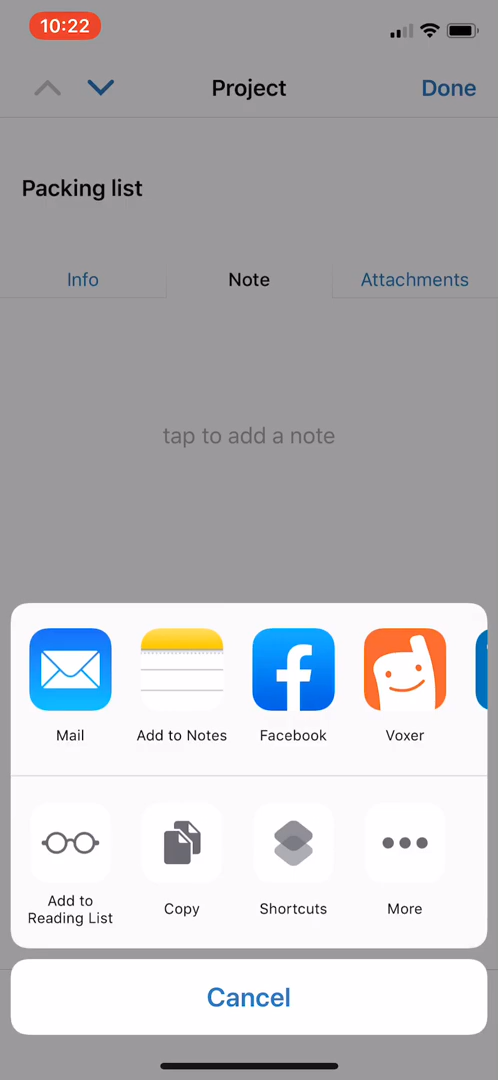 10:22
Project
Done
Packing list
Info
Note
Attachments
tap to add a note
Mail
Add to Notes
Facebook
Voxer
Add to
Reading List
Copy
Shortcuts
More
Cancel